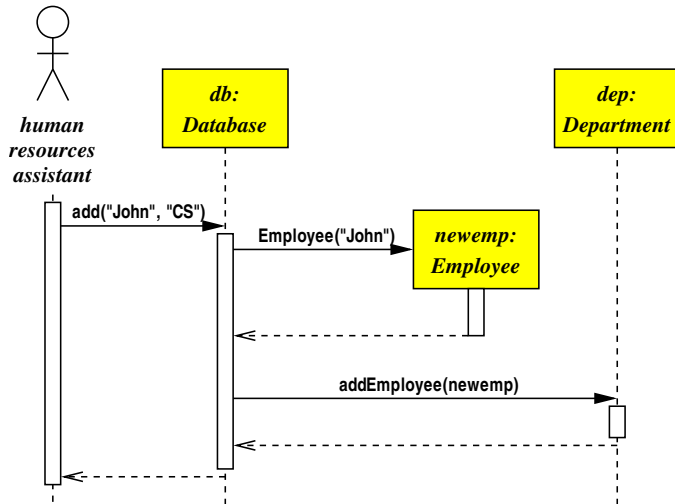 human
resources
assistant
db:
Database
dep:
Department
add("John", "CS")
Employee("John")
newemp:
Employee
addEmployee(newemp)